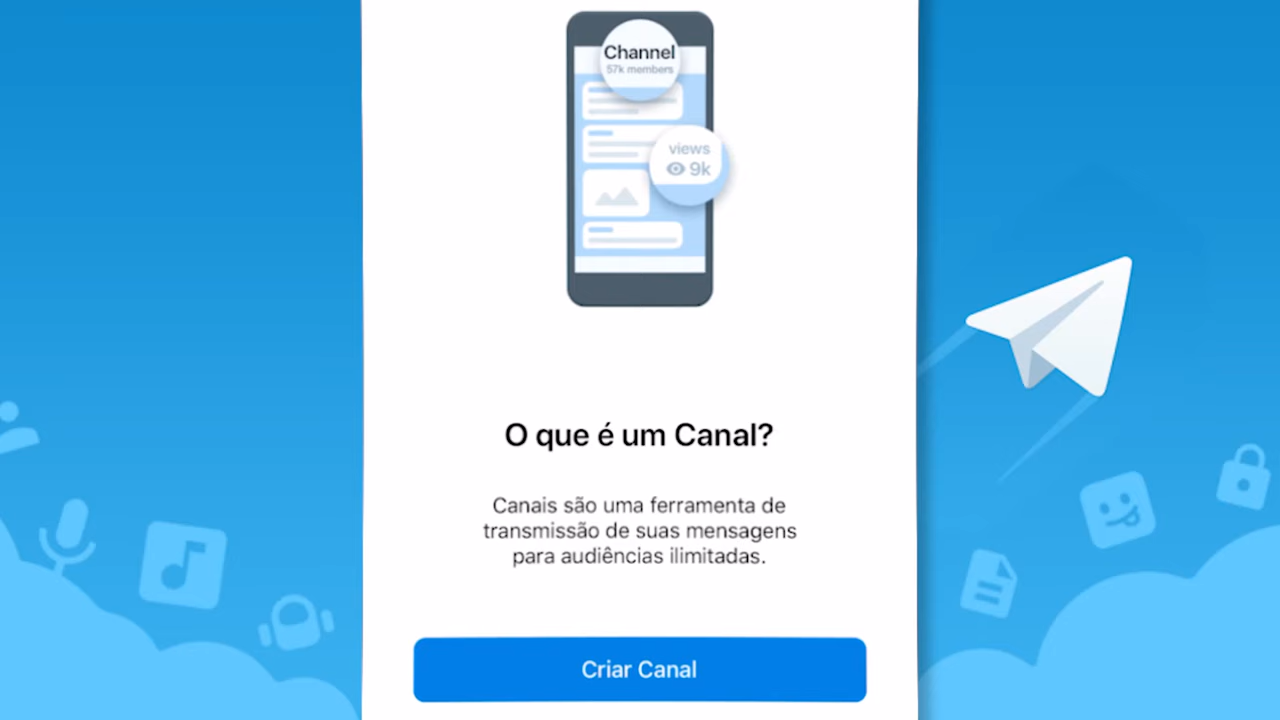 Channel
57k members
views
9k
O que é um Canal?
Canais são uma ferramenta de
transmissão de suas mensagens
para audiências ilimitadas.
Criar Canal